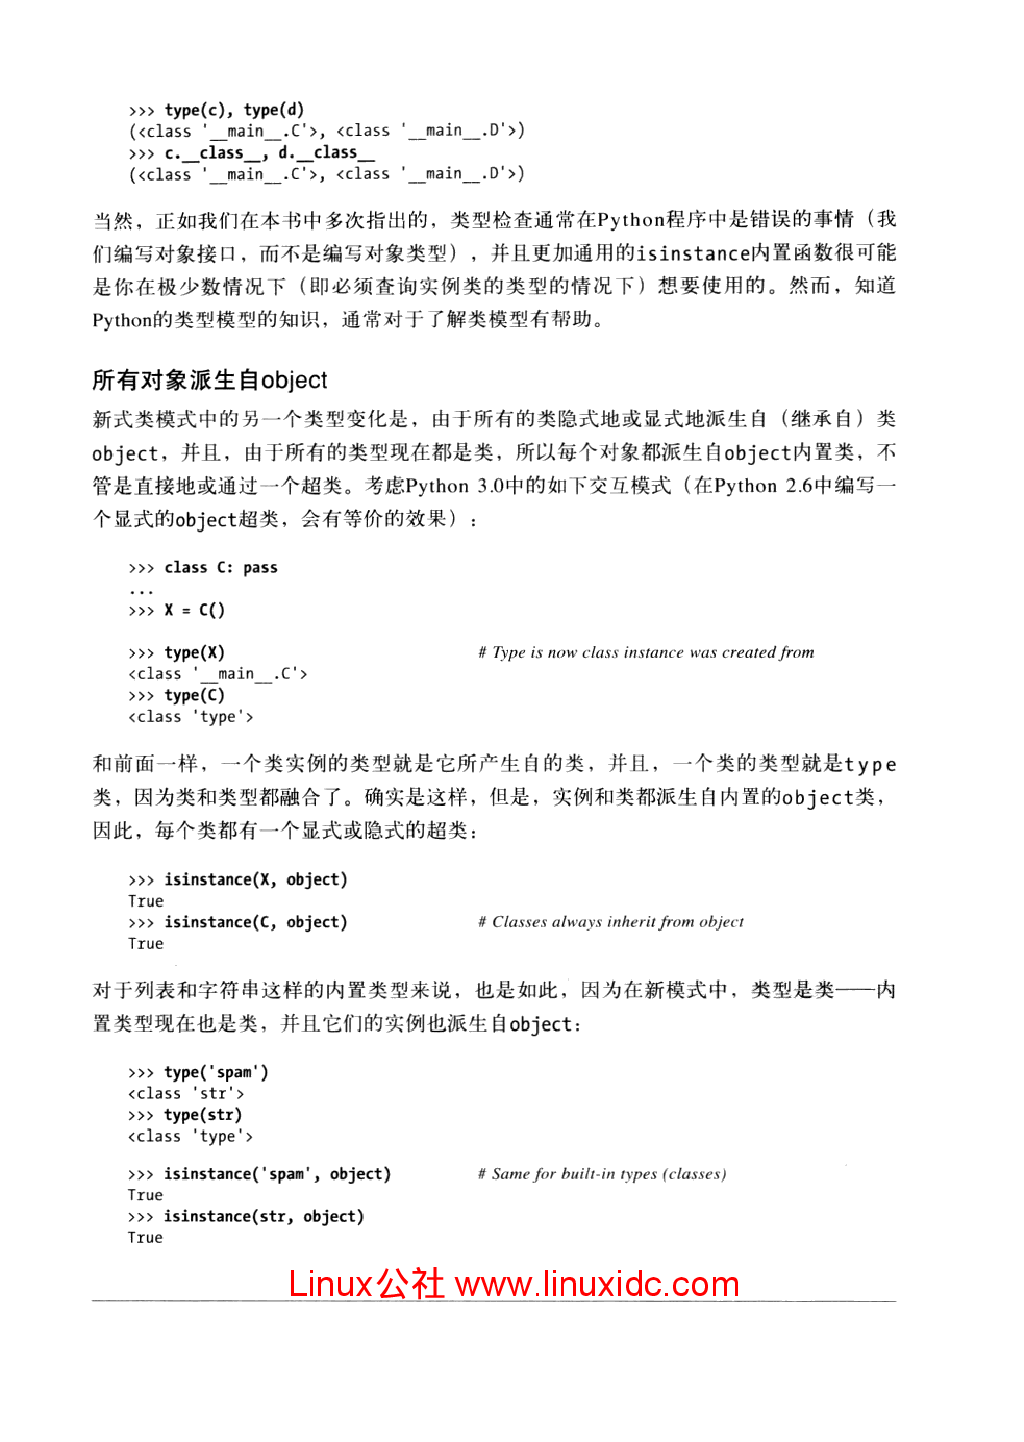 >>> type(c), type(d)
(<class '__main__.C'>, <class '__main__.D'>)
>>> c.__class__, d.__class__
(<class '__main__.C'>, <class '__main__.D'>)
当然，正如我们在本书中多次指出的，类型检查通常在Python程序中是错误的事情（我
们编写对象接口，而不是编写对象类型），并且更加通用的isinstance内置函数很可能
是你在极少数情况下（即必须查询实例类的类型的情况下）想要使用的。然而，知道
Python的类型模型的知识，通常对于了解类模型有帮助。
所有对象派生自object
新式类模式中的另一个类型变化是，由于所有的类隐式地或显式地派生自（继承自）类
object，并且，由于所有的类型现在都是类，所以每个对象都派生自object内置类，不
管是直接地或通过一个超类。考虑Python 3.0中的如下交互模式（在Python 2.6中编写一
个显式的object超类，会有等价的效果）：
>>> class C: pass
...
>>> X = C()
>>> type(X) # Type is now class instance was created from
<class '__main__.C'>
>>> type(C)
<class 'type'>
和前面一样，一个类实例的类型就是它所产生自的类，并且，一个类的类型就是type
类，因为类和类型都融合了。确实是这样，但是，实例和类都派生自内置的object类，
因此，每个类都有一个显式或隐式的超类：
>>> isinstance(X, object)
True
>>> isinstance(C, object) # Classes always inherit from object
True
对于列表和字符串这样的内置类型来说，也是如此，因为在新模式中，类型是类——内
置类型现在也是类，并且它们的实例也派生自object：
>>> type('spam')
<class 'str'>
>>> type(str)
<class 'type'>
>>> isinstance('spam', object) # Same for built-in types (classes)
True
>>> isinstance(str, object)
True
Linux公社 www.linuxidc.com